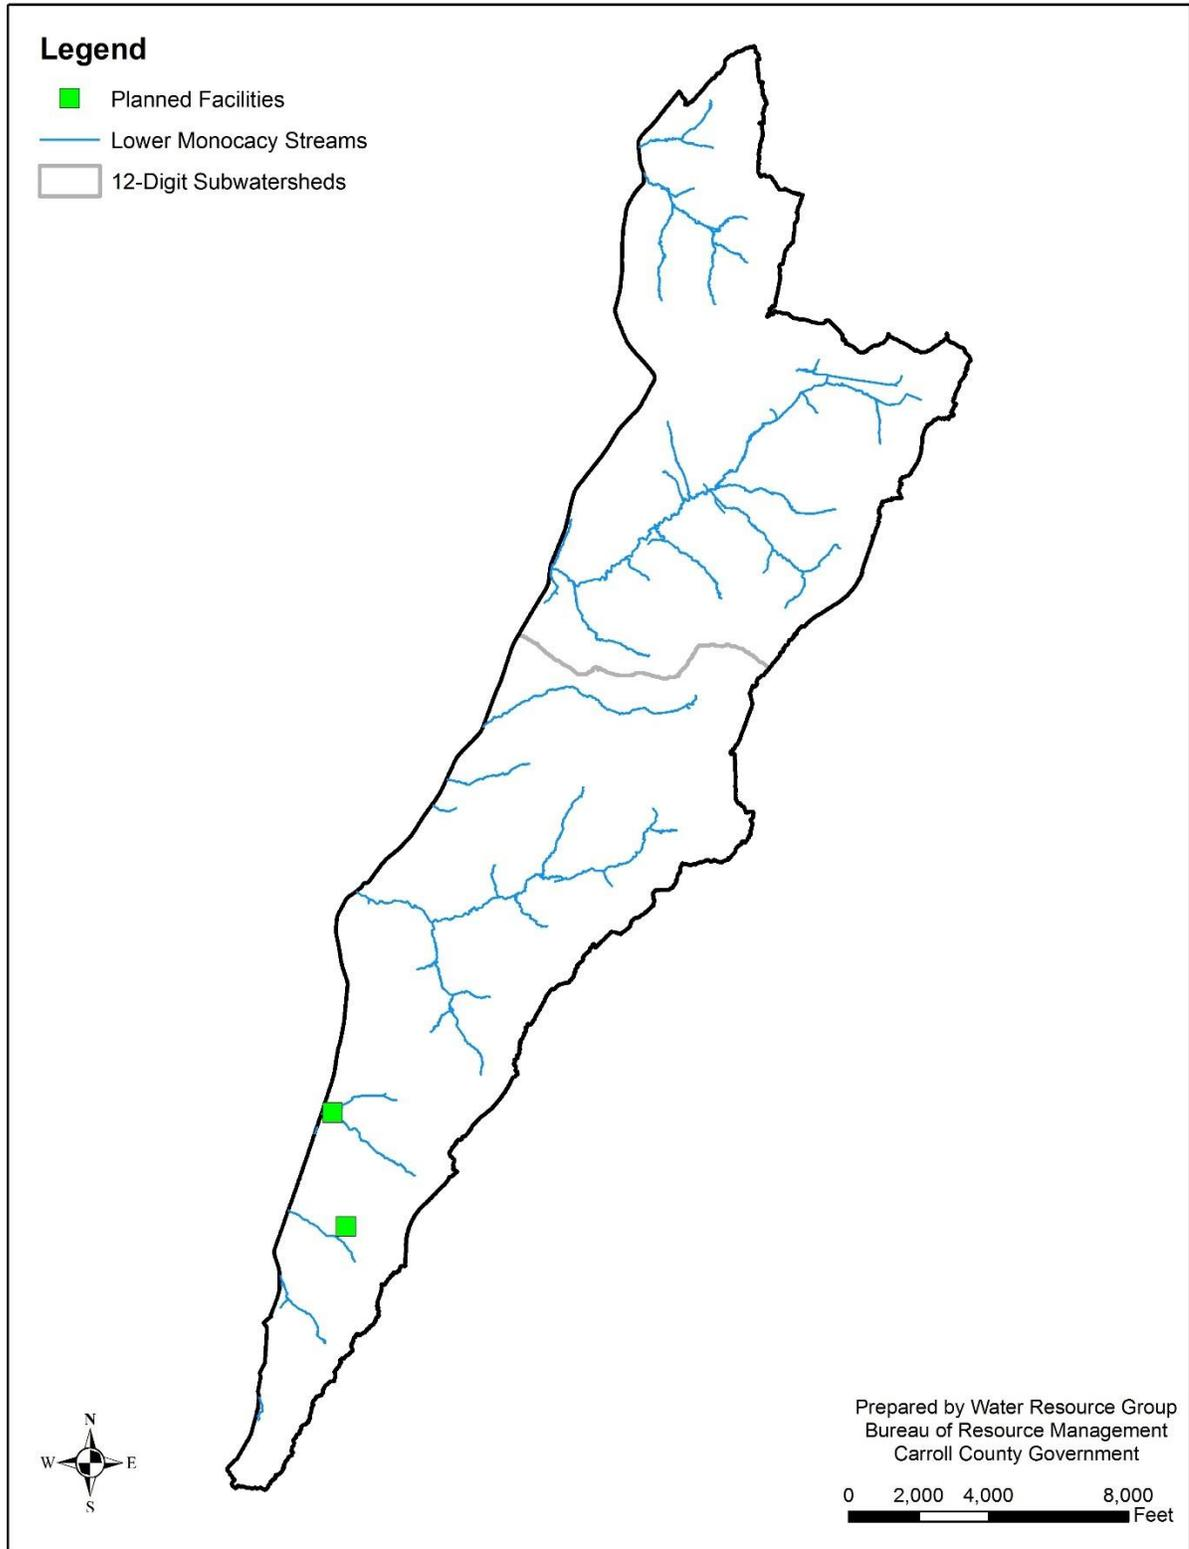 Legend
Planned Facilities
Lower Monocacy Streams
12-Digit Subwatersheds
N
W E
S
Prepared by Water Resource Group
Bureau of Resource Management
Carroll County Government
0 2,000 4,000 8,000
Feet